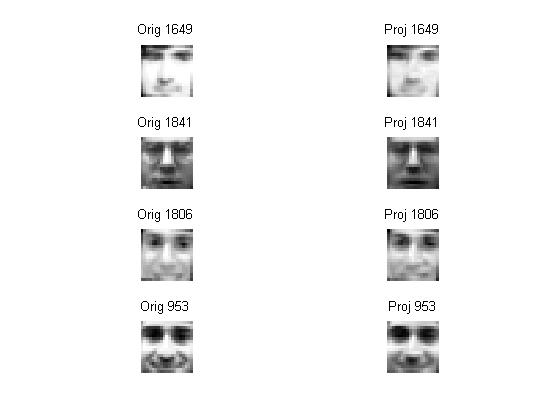 Orig 1649
Proj 1649
Orig 1841
Proj 1841
Orig 1806
Proj 1806
Orig 953
Proj 953